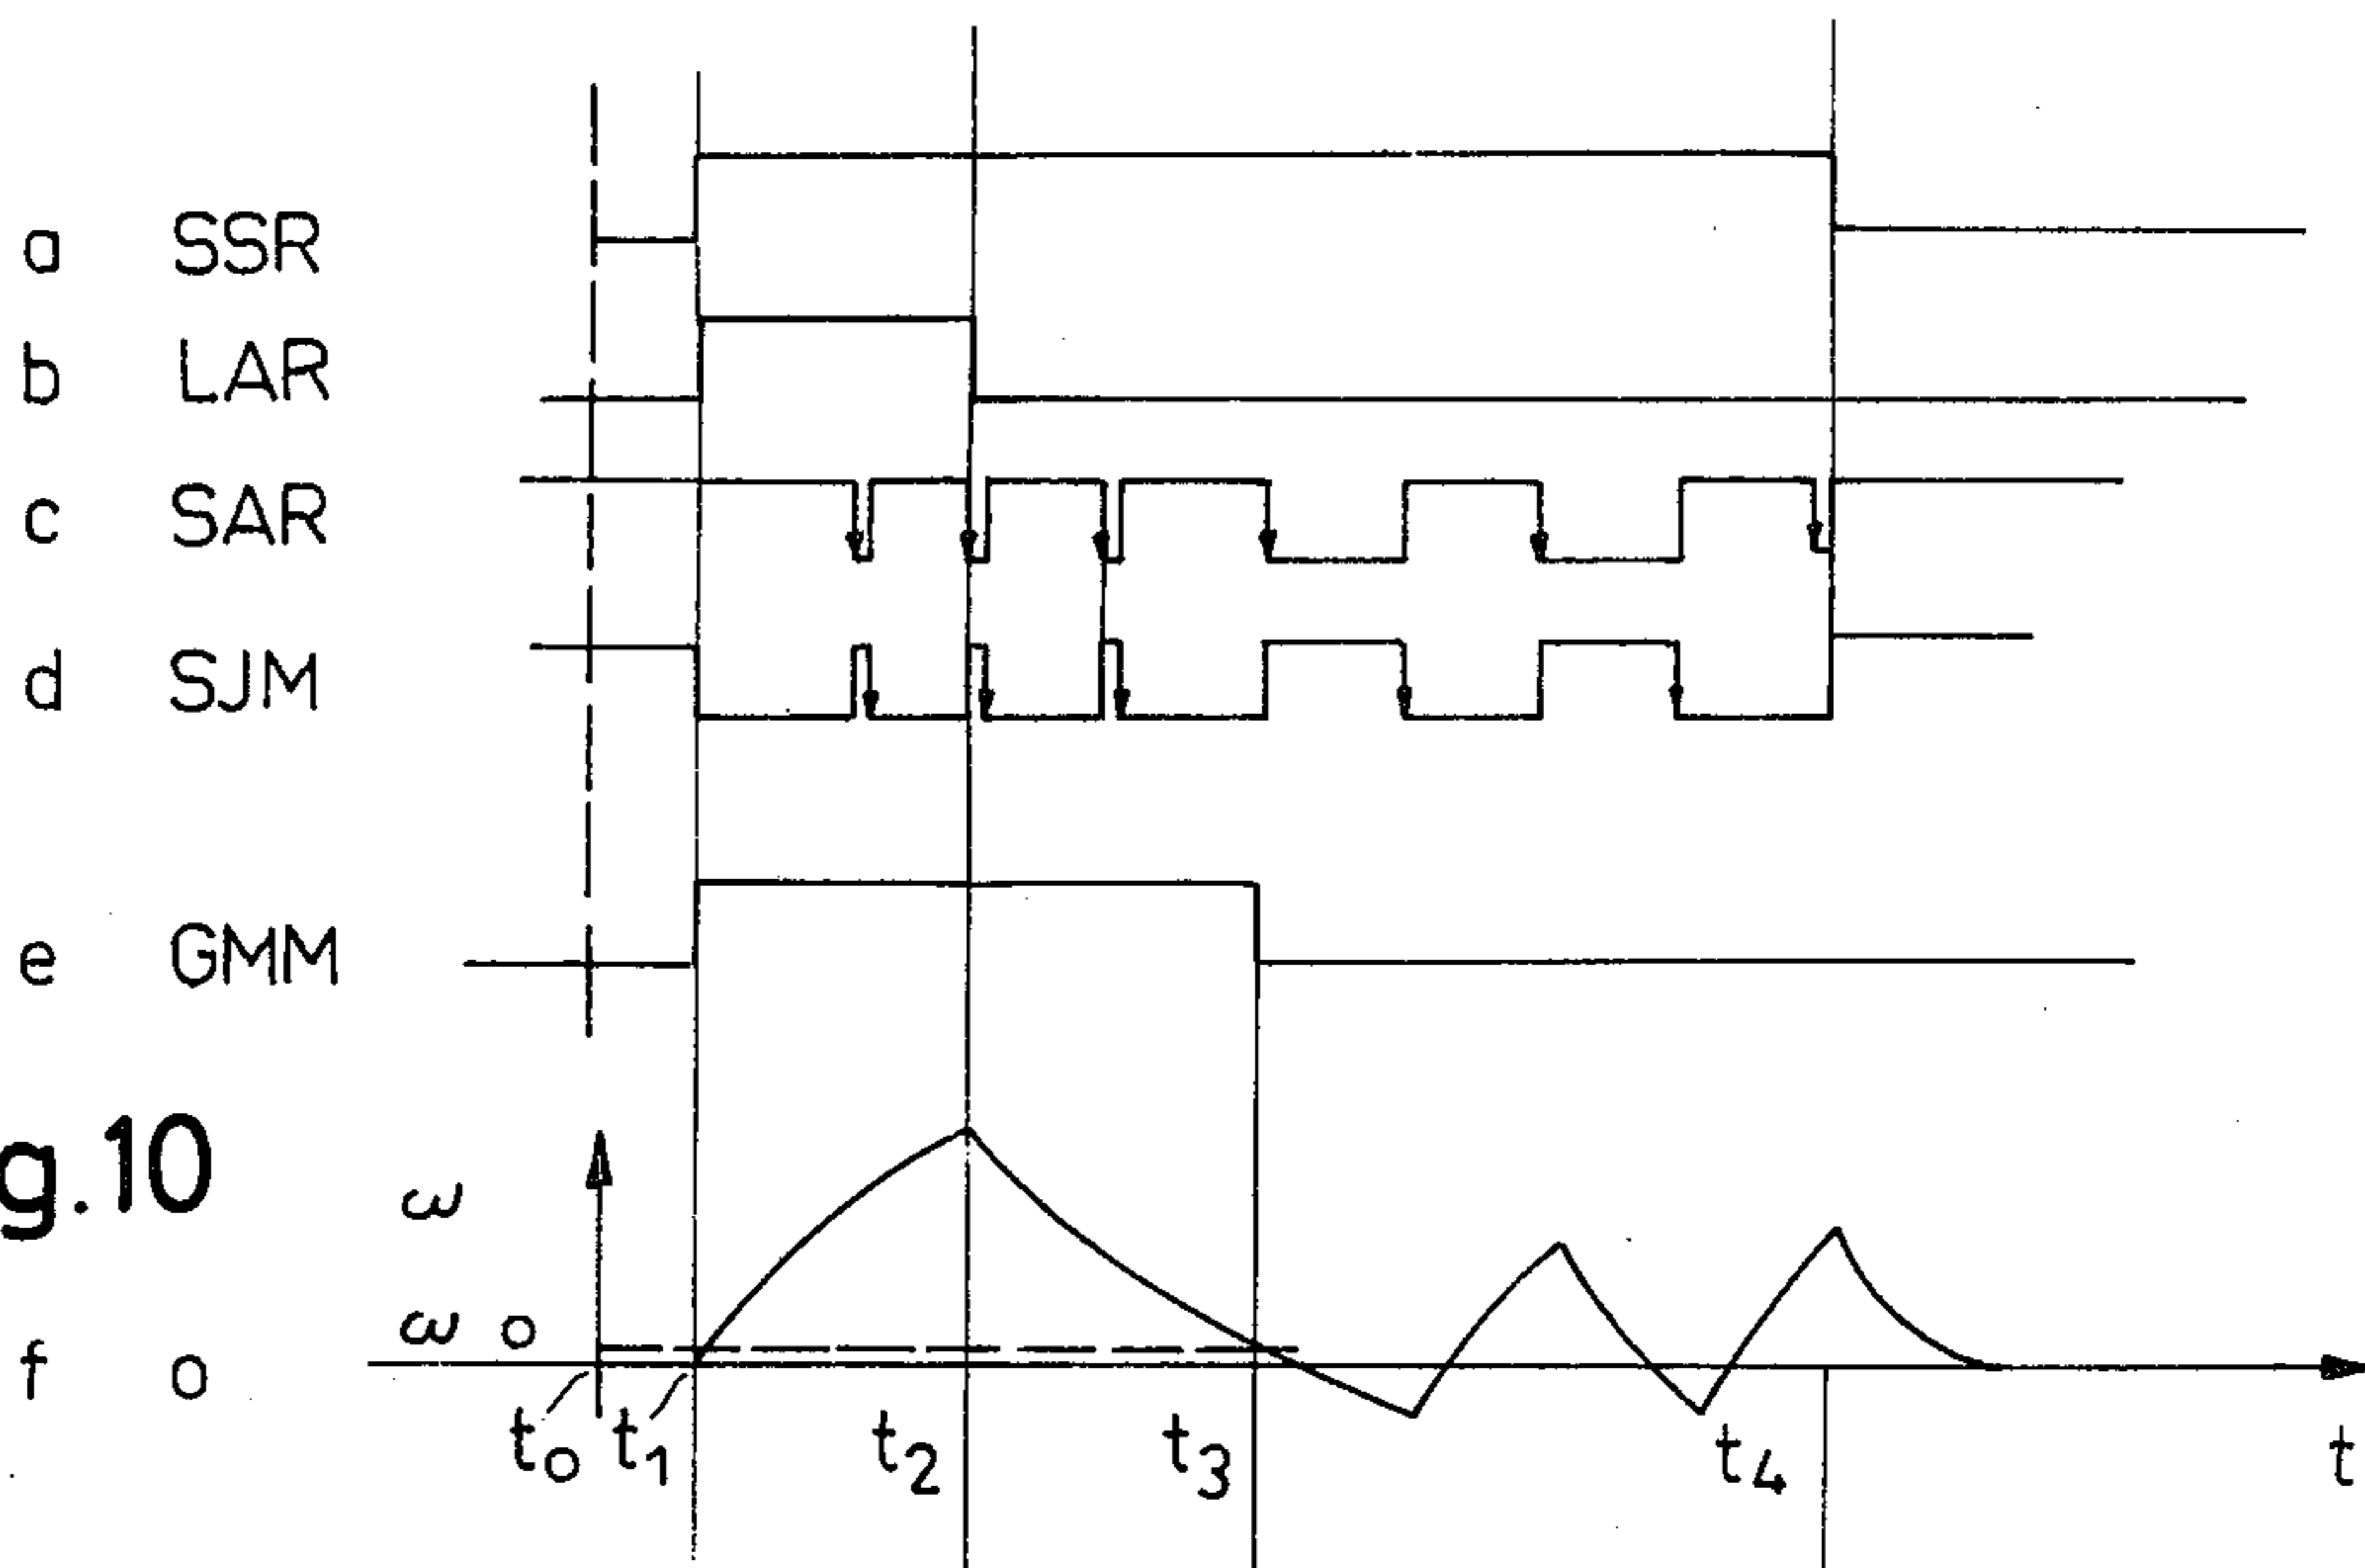 a SSR
b LAR
c SAR
d SJM
e GMM
g.10
ω
ω o
f o
t₀ t₁ t₂ t₃ t₄ t